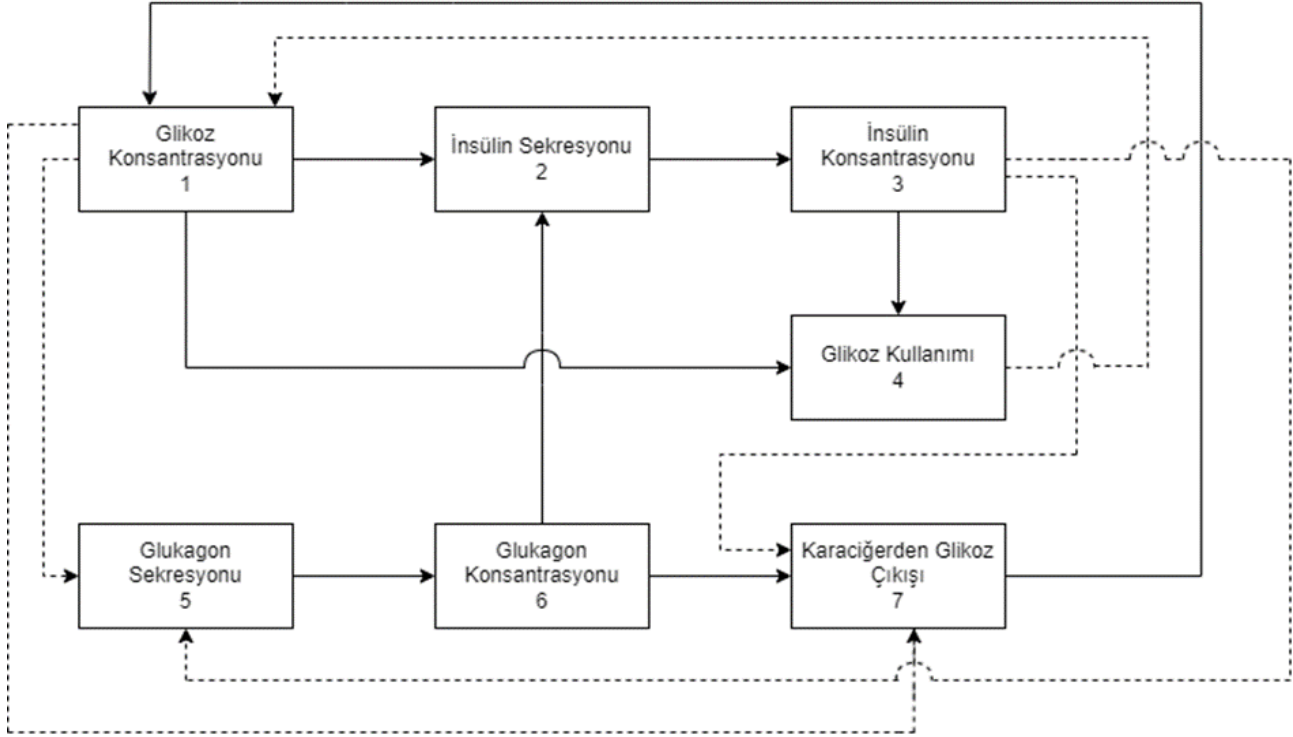 Glikoz
Konsantrasyonu
1
İnsülin Sekresyonu
2
İnsülin
Konsantrasyonu
3
Glikoz Kullanımı
4
Glukagon
Sekresyonu
5
Glukagon
Konsantrasyonu
6
Karaciğerden Glikoz
Çıkışı
7